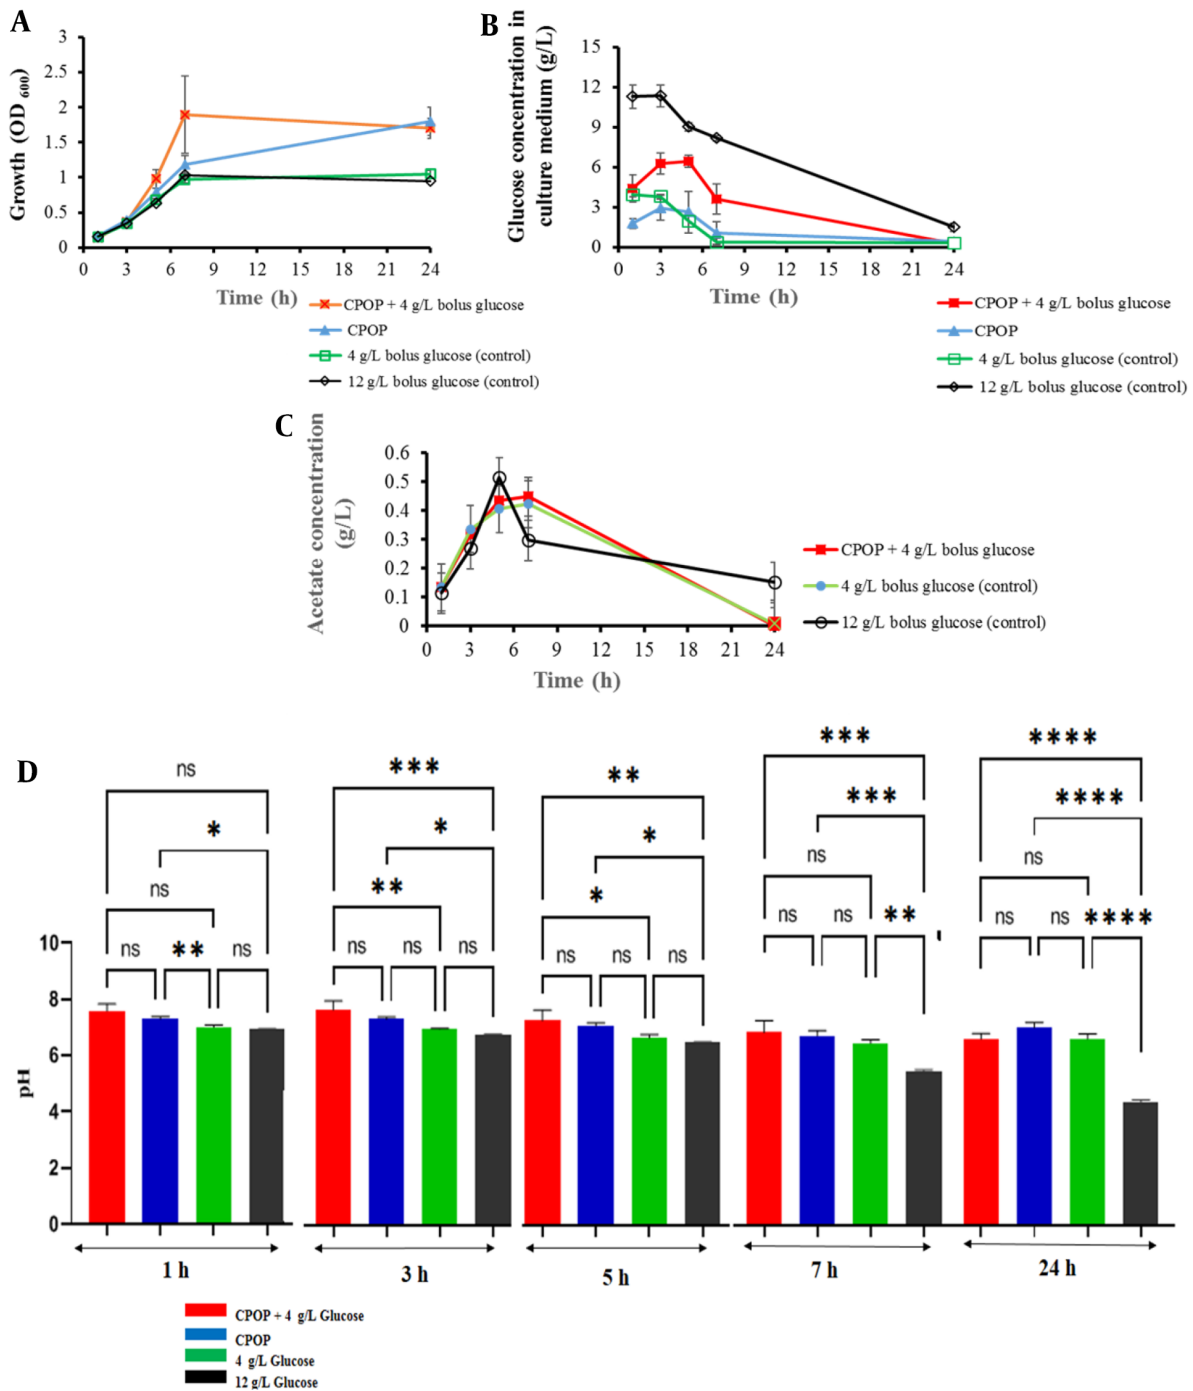 A
Growth (OD 600)
3
2.5
2
1.5
1
0.5
0
0 3 6 9 12 15 18 21 24
Time (h)
CPOP + 4 g/L bolus glucose
CPOP
4 g/L bolus glucose (control)
12 g/L bolus glucose (control)
B
Glucose concentration in
culture medium (g/L)
15
12
9
6
3
0
0 3 6 9 12 15 18 21 24
Time (h)
CPOP + 4 g/L bolus glucose
CPOP
4 g/L bolus glucose (control)
12 g/L bolus glucose (control)
C
Acetate concentration
(g/L)
0.6
0.5
0.4
0.3
0.2
0.1
0
0 3 6 9 12 15 18 21 24
Time (h)
CPOP + 4 g/L bolus glucose
4 g/L bolus glucose (control)
12 g/L bolus glucose (control)
D
pH
10
8
6
4
2
0
ns
*
ns
ns ** ns
***
*
**
ns ns ns
**
*
*
ns ns ns
***
***
ns
ns ns **
****
****
ns
ns ns ****
1 h 3 h 5 h 7 h 24 h
CPOP + 4 g/L Glucose
CPOP
4 g/L Glucose
12 g/L Glucose